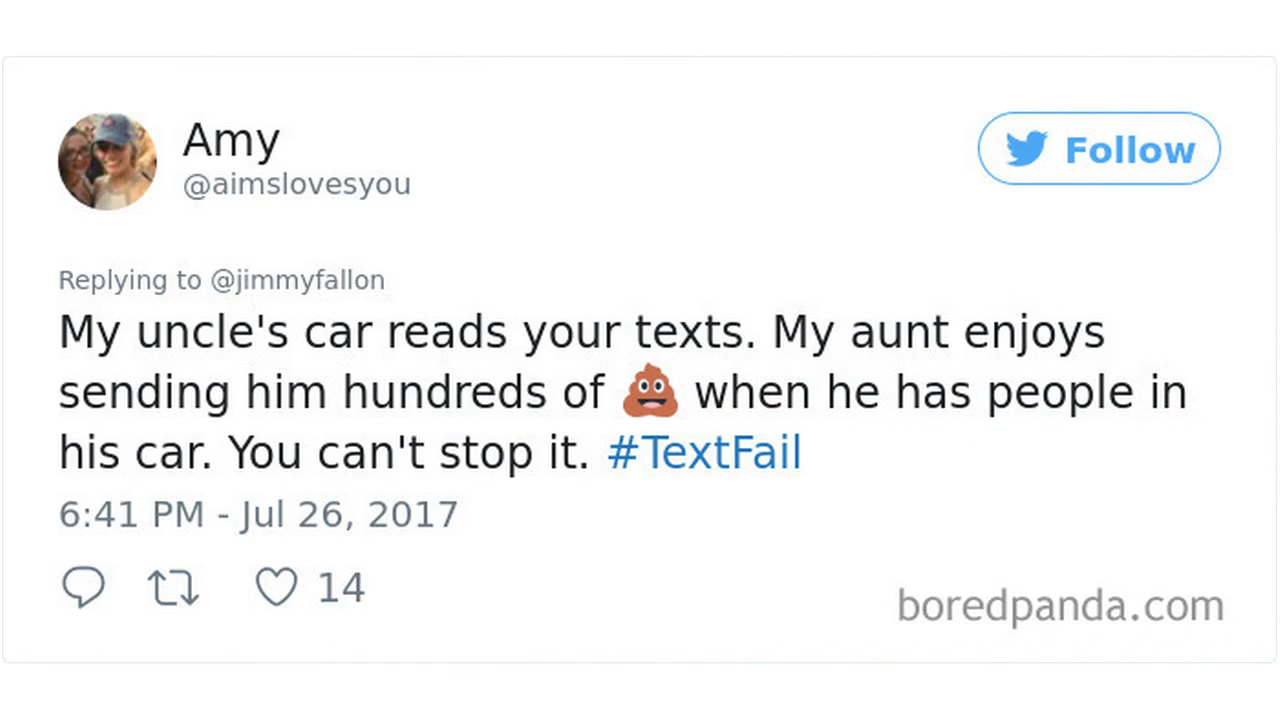 Amy
@aimslovesyou
Follow
Replying to @jimmyfallon
My uncle's car reads your texts. My aunt enjoys
sending him hundreds of 💩 when he has people in
his car. You can't stop it. #TextFail
6:41 PM - Jul 26, 2017
14
boredpanda.com